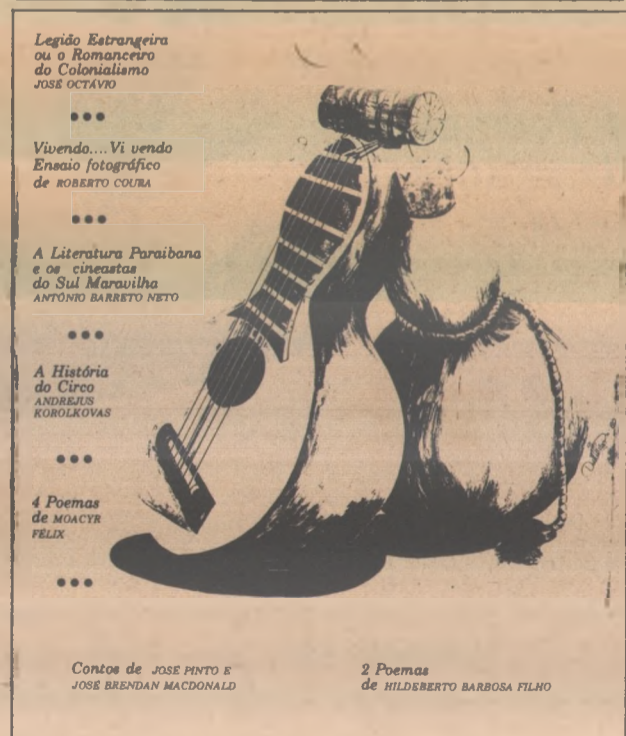 Legião Estrangeira
ou o Romanceiro
do Colonialismo
JOSÉ OCTÁVIO
Vivendo....Vi vendo
Ensaio fotográfico
de ROBERTO COURA
A Literatura Paraibana
e os cineastas
do Sul Maravilha
ANTÔNIO BARRETO NETO
A História
do Circo
ANDREJUS
KOROLKOVAS
4 Poemas
de MOACYR
FÉLIX
Contos de JOSÉ PINTO E
JOSÉ BRENDAN MACDONALD
2 Poemas
de HILDEBERTO BARBOSA FILHO